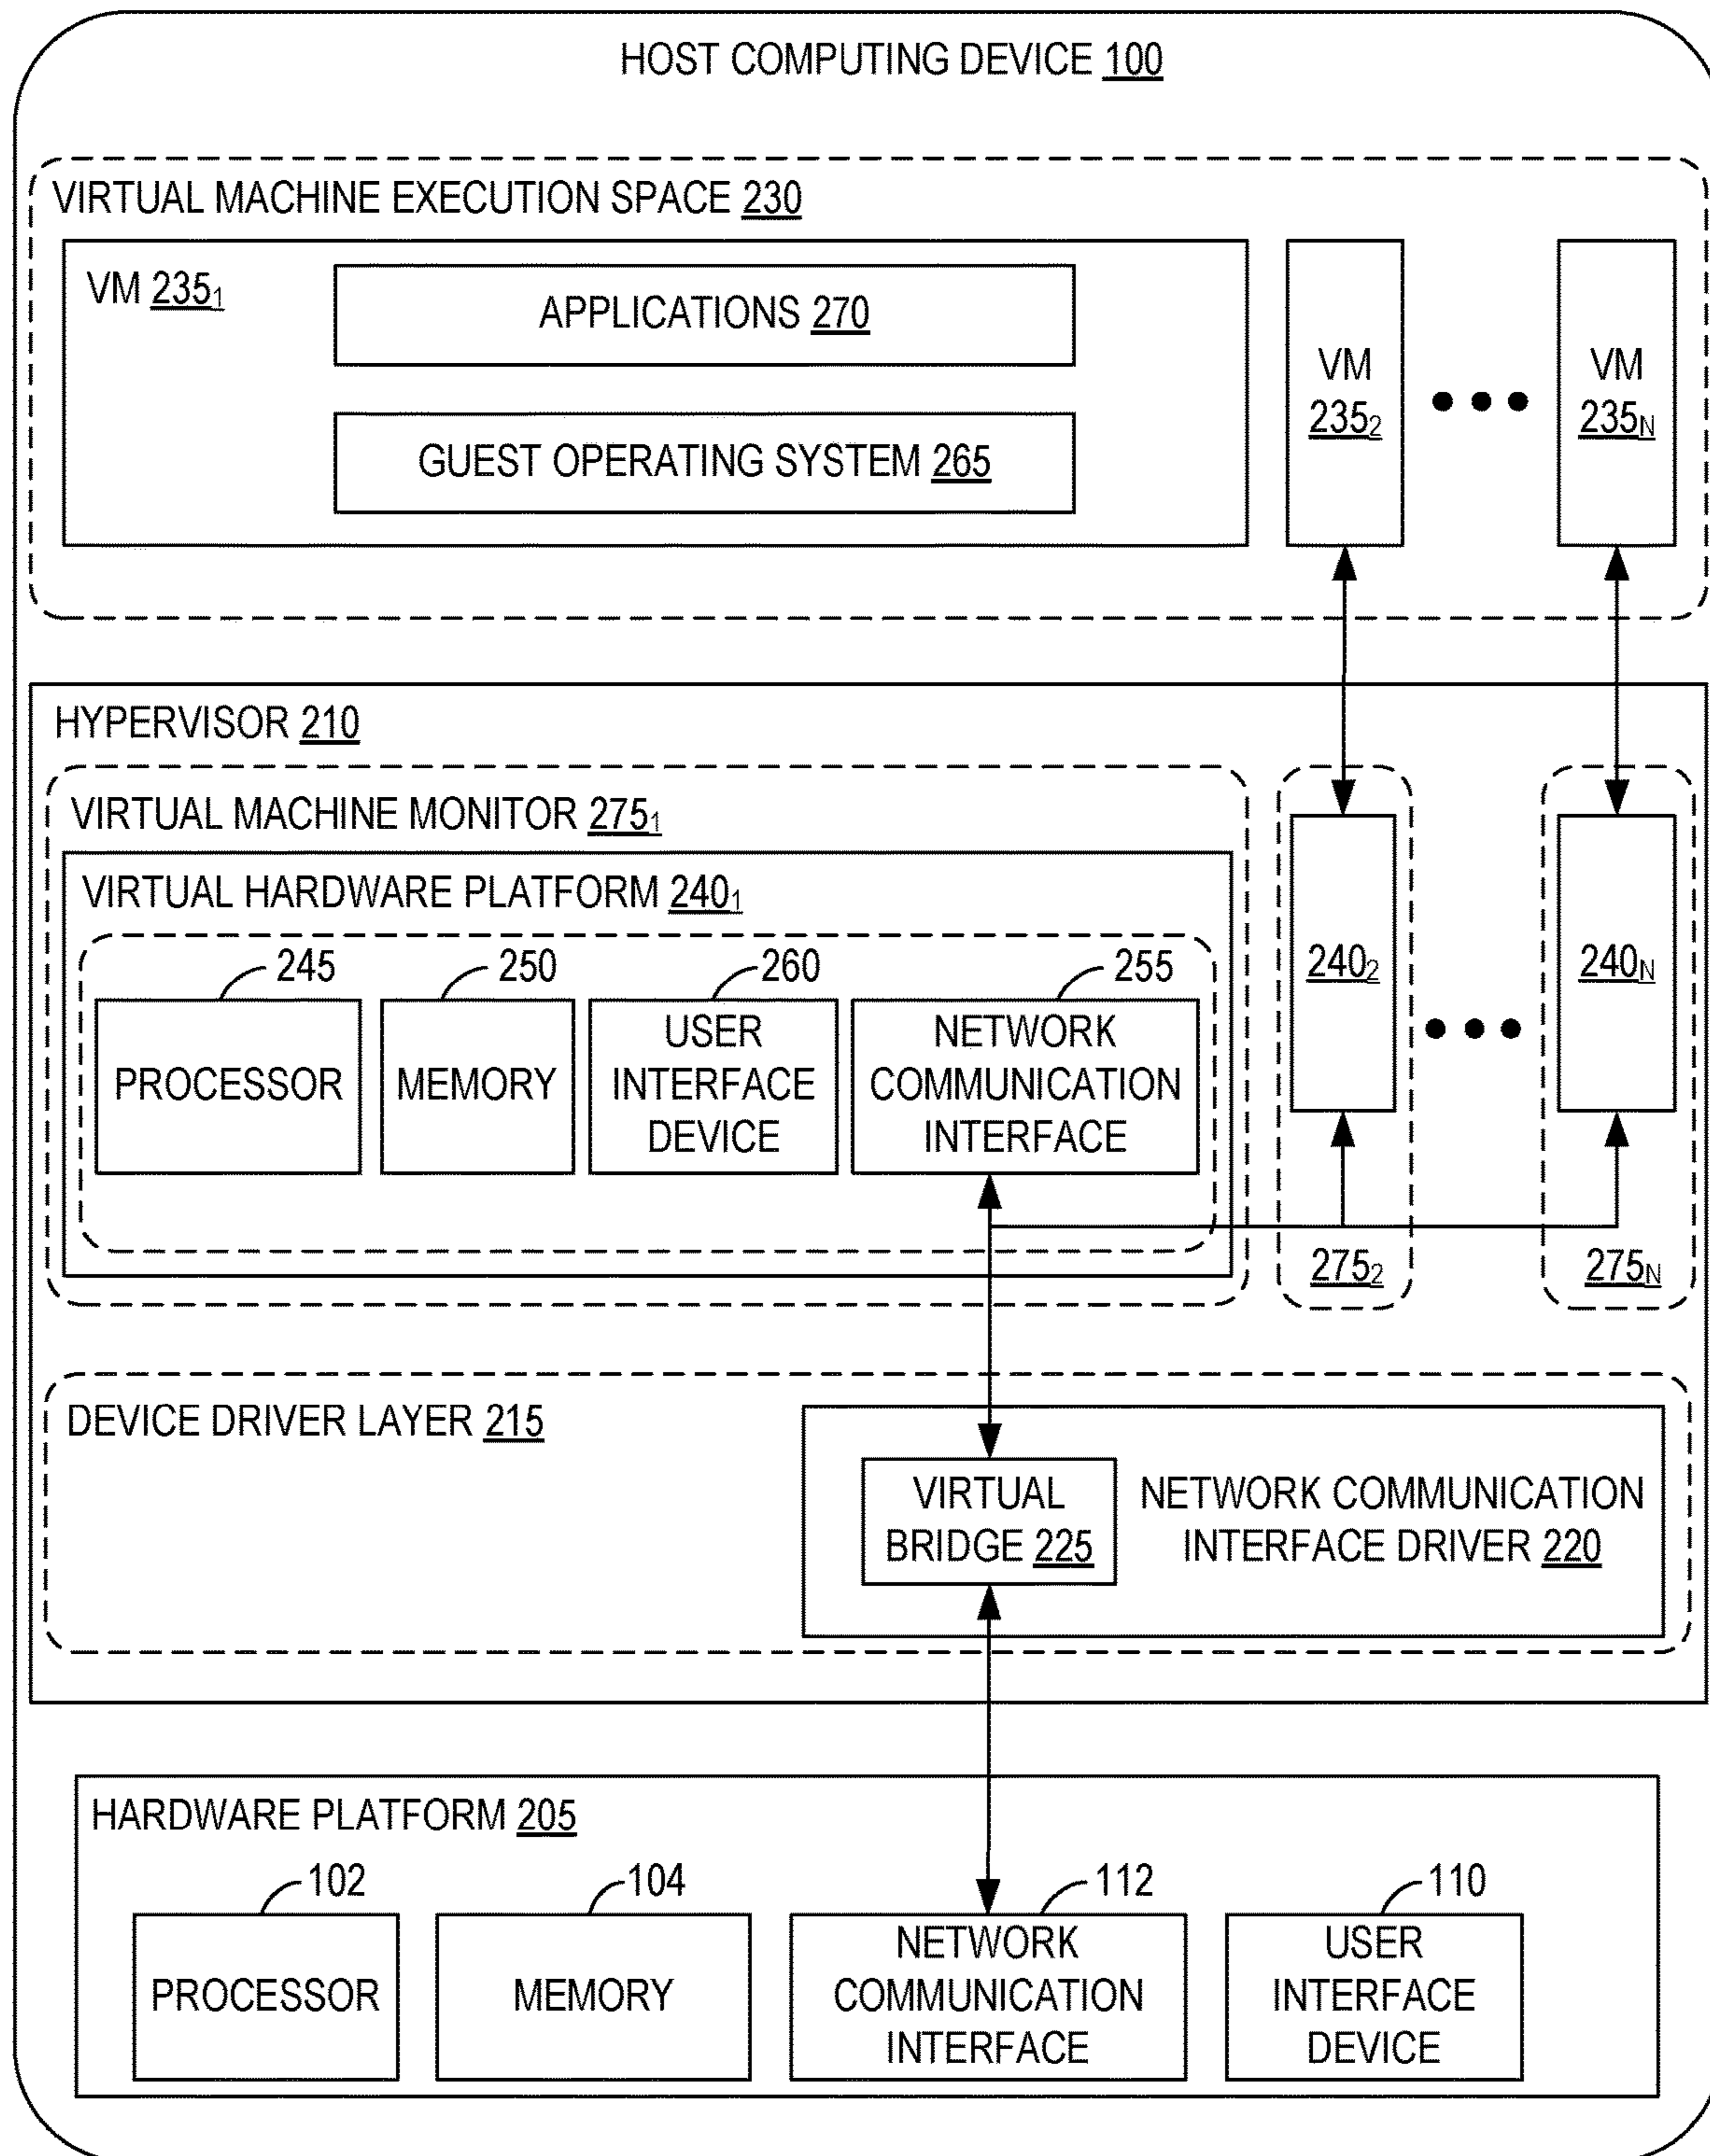 HOST COMPUTING DEVICE 100
VIRTUAL MACHINE EXECUTION SPACE 230
VM 235₁
APPLICATIONS 270
GUEST OPERATING SYSTEM 265
VM
235₂
VM
235N
HYPERVISOR 210
VIRTUAL MACHINE MONITOR 275₁
VIRTUAL HARDWARE PLATFORM 240₁
245
PROCESSOR
250
MEMORY
260
USER
INTERFACE
DEVICE
255
NETWORK
COMMUNICATION
INTERFACE
240₂
240N
275₂
275N
DEVICE DRIVER LAYER 215
VIRTUAL
BRIDGE 225
NETWORK COMMUNICATION
INTERFACE DRIVER 220
HARDWARE PLATFORM 205
102
PROCESSOR
104
MEMORY
112
NETWORK
COMMUNICATION
INTERFACE
110
USER
INTERFACE
DEVICE